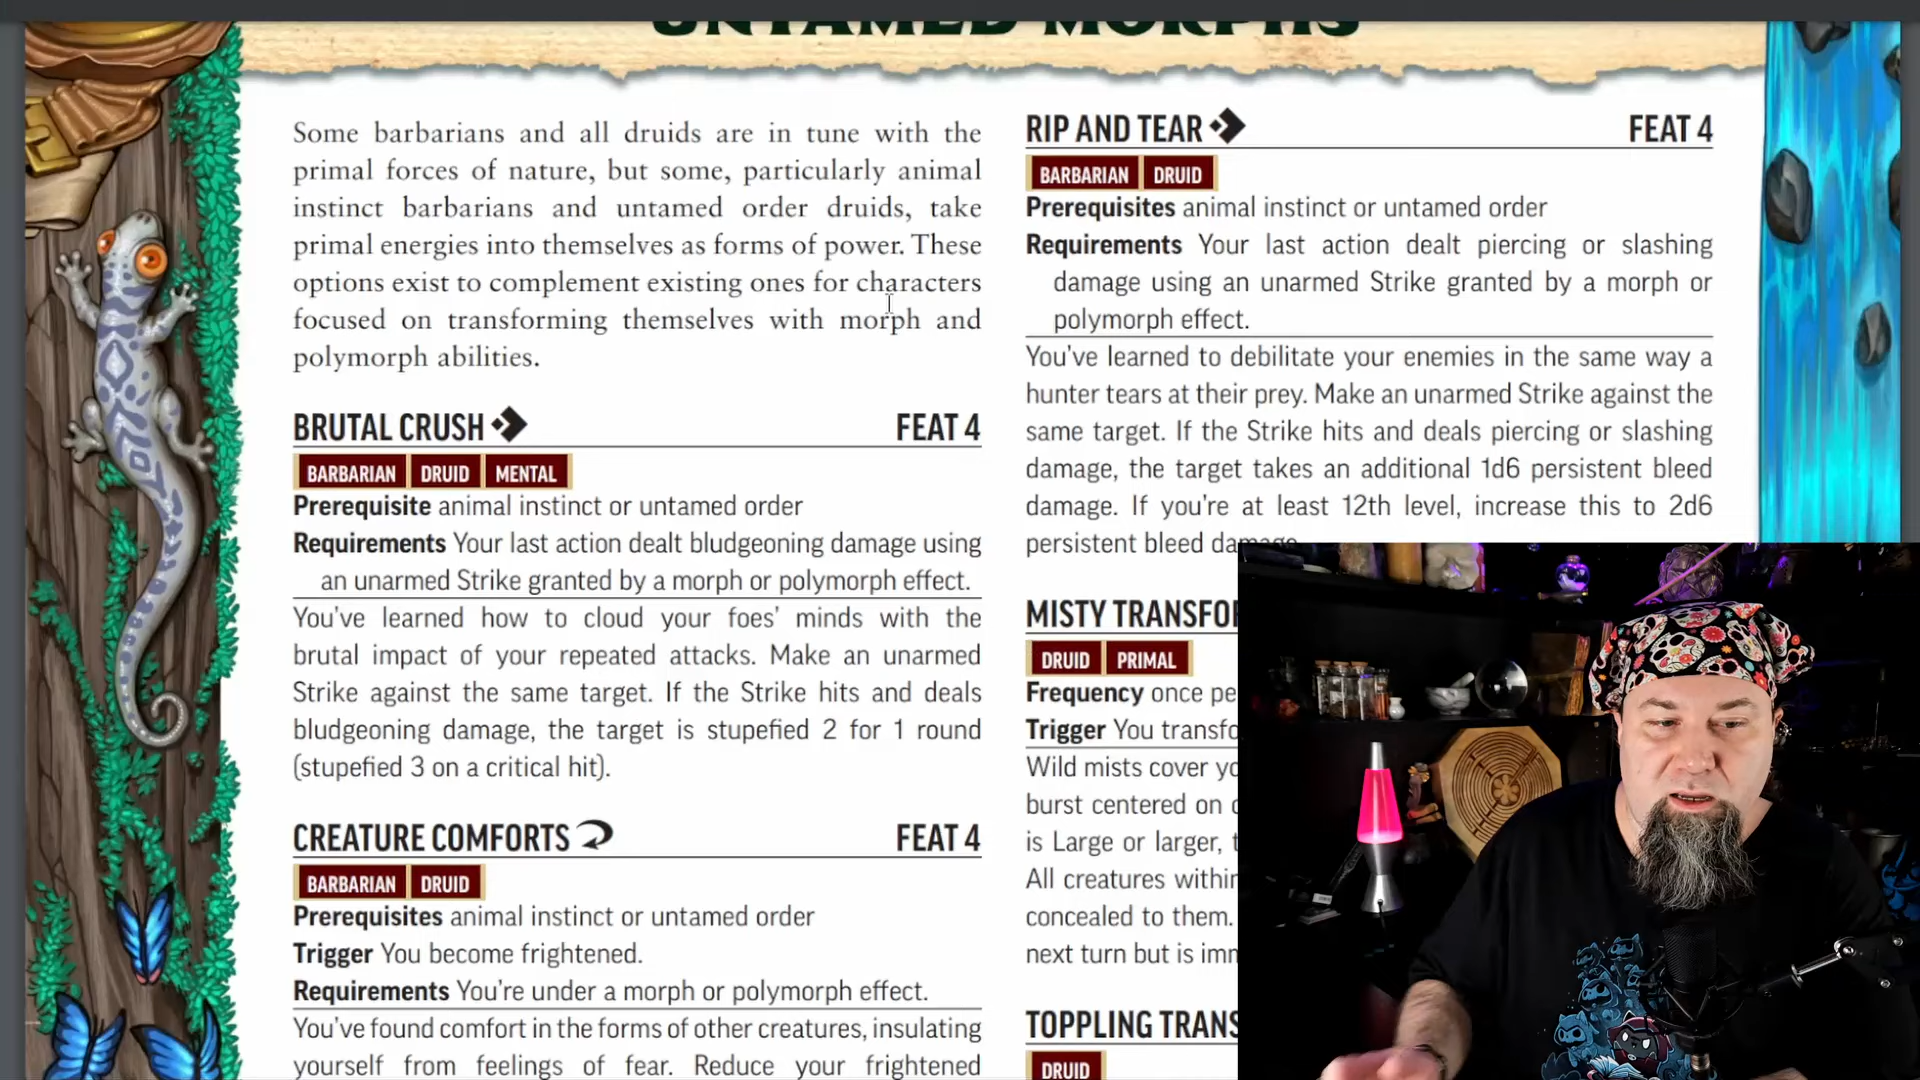 UNTAMED MORPHS
Some barbarians and all druids are in tune with the
primal forces of nature, but some, particularly animal
instinct barbarians and untamed order druids, take
primal energies into themselves as forms of power. These
options exist to complement existing ones for characters
focused on transforming themselves with morph and
polymorph abilities.
BRUTAL CRUSH FEAT 4
BARBARIAN DRUID MENTAL
Prerequisite animal instinct or untamed order
Requirements Your last action dealt bludgeoning damage using
an unarmed Strike granted by a morph or polymorph effect.
You've learned how to cloud your foes' minds with the
brutal impact of your repeated attacks. Make an unarmed
Strike against the same target. If the Strike hits and deals
bludgeoning damage, the target is stupefied 2 for 1 round
(stupefied 3 on a critical hit).
CREATURE COMFORTS FEAT 4
BARBARIAN DRUID
Prerequisites animal instinct or untamed order
Trigger You become frightened.
Requirements You're under a morph or polymorph effect.
You've found comfort in the forms of other creatures, insulating
yourself from feelings of fear. Reduce your frightened
RIP AND TEAR FEAT 4
BARBARIAN DRUID
Prerequisites animal instinct or untamed order
Requirements Your last action dealt piercing or slashing
damage using an unarmed Strike granted by a morph or
polymorph effect.
You've learned to debilitate your enemies in the same way a
hunter tears at their prey. Make an unarmed Strike against the
same target. If the Strike hits and deals piercing or slashing
damage, the target takes an additional 1d6 persistent bleed
damage. If you're at least 12th level, increase this to 2d6
persistent bleed damage.
MISTY TRANSFO
DRUID PRIMAL
Frequency once pe
Trigger You transfo
Wild mists cover yo
burst centered on
is Large or larger, t
All creatures within
concealed to them.
next turn but is imm
TOPPLING TRANS
DRUID